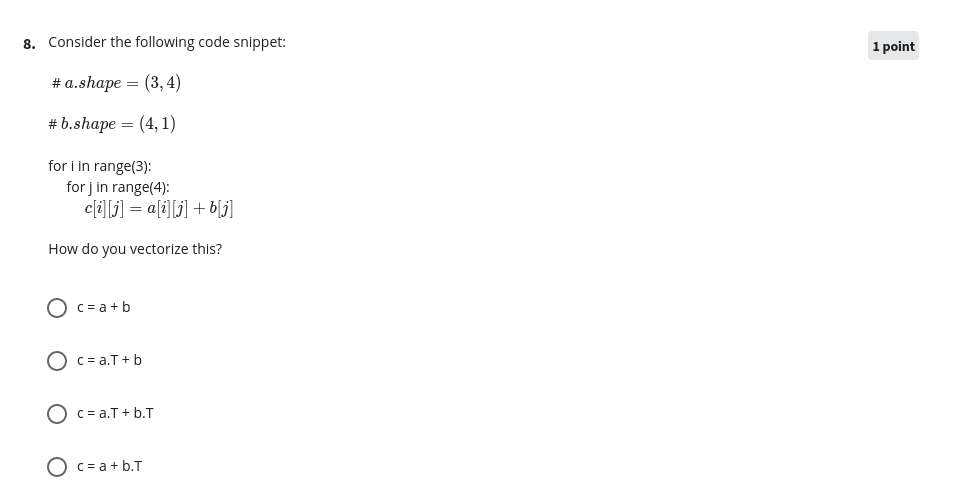 8. Consider the following code snippet:
1 point
# a.shape = (3, 4)
# b.shape = (4, 1)
for i in range(3):
for j in range(4):
c[i][j] = a[i][j] + b[j]
How do you vectorize this?
c = a + b
c = a.T + b
c = a.T + b.T
c = a + b.T